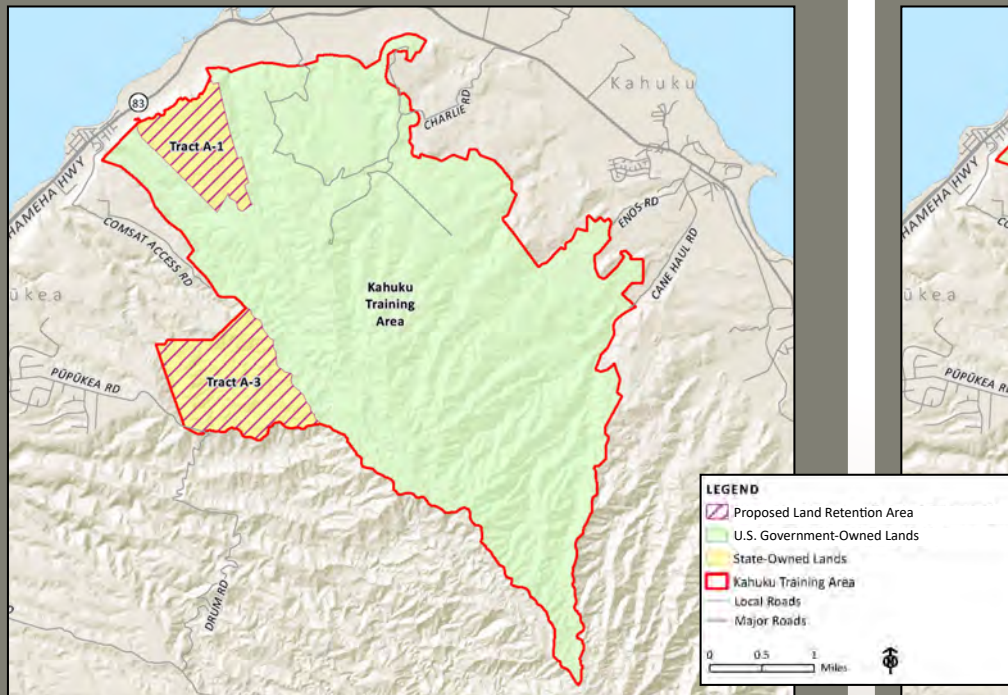 Kahuku
83
CHARLIE RD
Tract A-1
HAMEHA HWY
ENOS RD
COMSAT ACCESS RD
CANE HAUL RD
ūkea
Kahuku
Training
Area
Tract A-3
PŪPŪKEA RD
DRUM RD
HAMEHA HWY
ūkea
PŪPŪKEA R
LEGEND
Proposed Land Retention Area
U.S. Government-Owned Lands
State-Owned Lands
Kahuku Training Area
Local Roads
Major Roads
0 0.5 1
Miles